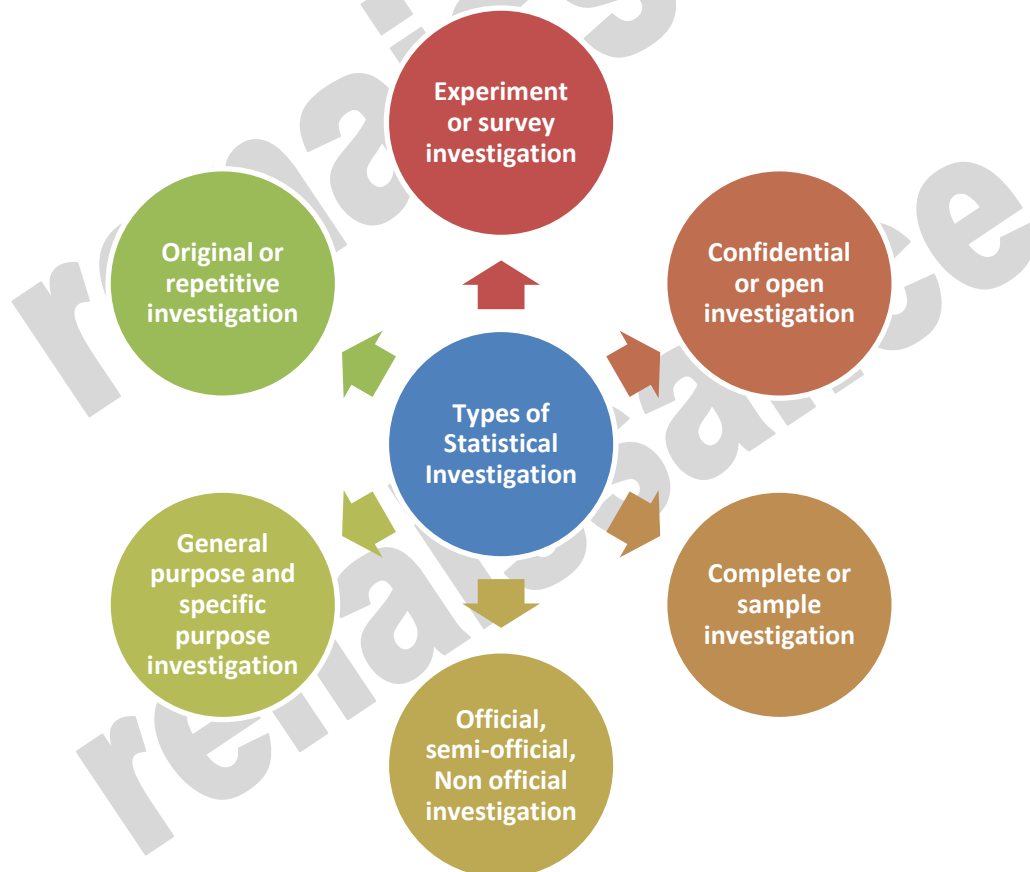 Experiment
or survey
investigation
Confidential
or open
investigation
Complete or
sample
investigation
Official,
semi-official,
Non official
investigation
General
purpose and
specific
purpose
investigation
Original or
repetitive
investigation
Types of
Statistical
Investigation